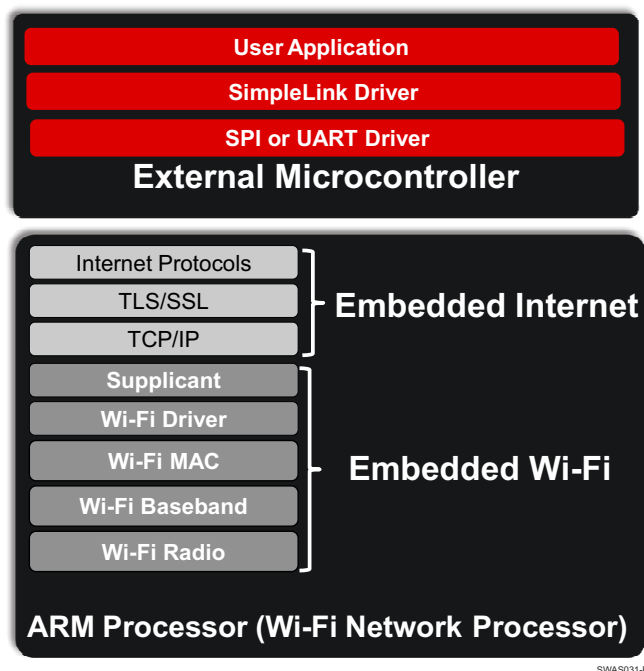 User Application
SimpleLink Driver
SPI or UART Driver
External Microcontroller
Internet Protocols
TLS/SSL
TCP/IP
Embedded Internet
Supplicant
Wi-Fi Driver
Wi-Fi MAC
Wi-Fi Baseband
Wi-Fi Radio
Embedded Wi-Fi
ARM Processor (Wi-Fi Network Processor)